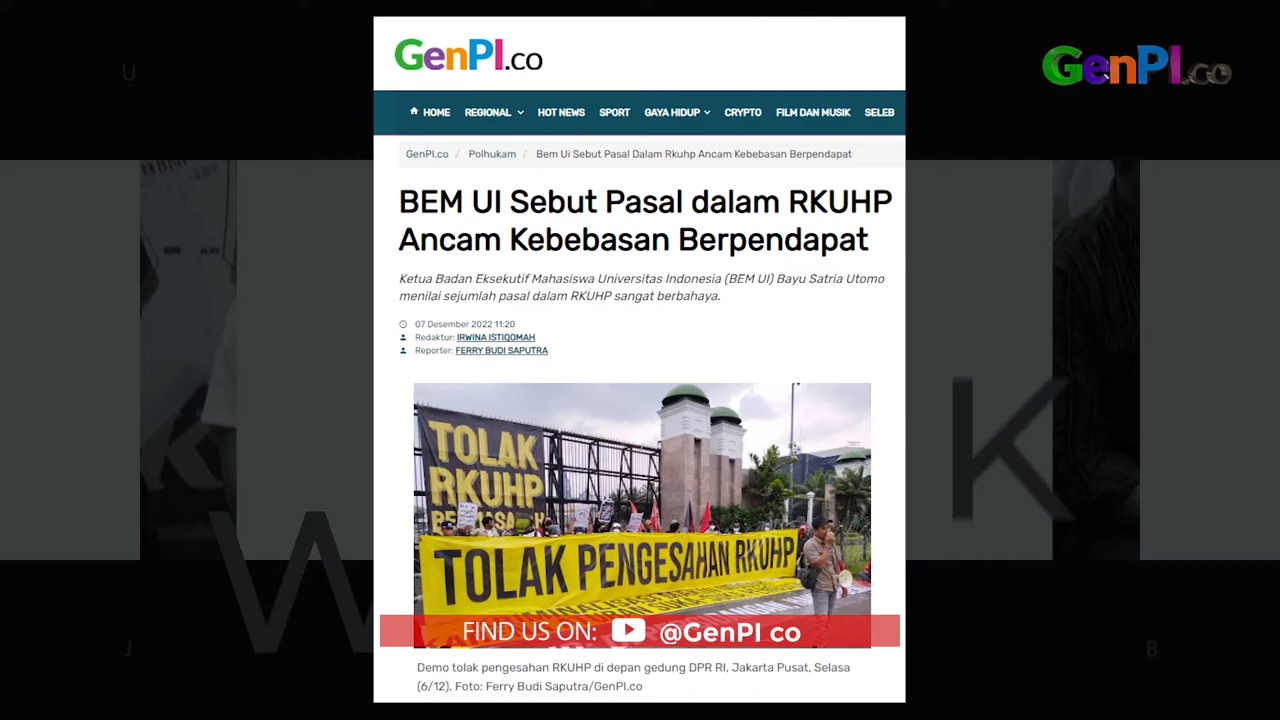 GenPI.co
GenPI.co
HOME REGIONAL HOT NEWS SPORT GAYA HIDUP CRYPTO FILM DAN MUSIK SELEB
GenPI.co / Polhukam / Bem Ui Sebut Pasal Dalam Rkuhp Ancam Kebebasan Berpendapat
BEM UI Sebut Pasal dalam RKUHP
Ancam Kebebasan Berpendapat
Ketua Badan Eksekutif Mahasiswa Universitas Indonesia (BEM UI) Bayu Satria Utomo
menilai sejumlah pasal dalam RKUHP sangat berbahaya.
07 Desember 2022 11:20
Redaktur: IRWINA ISTIQOMAH
Reporter: FERRY BUDI SAPUTRA
TOLAK
RKUHP
TOLAK PENGESAHAN RKUHP
FIND US ON: @GenPI co
Demo tolak pengesahan RKUHP di depan gedung DPR RI, Jakarta Pusat, Selasa
(6/12). Foto: Ferry Budi Saputra/GenPI.co
U
K
W
J
B